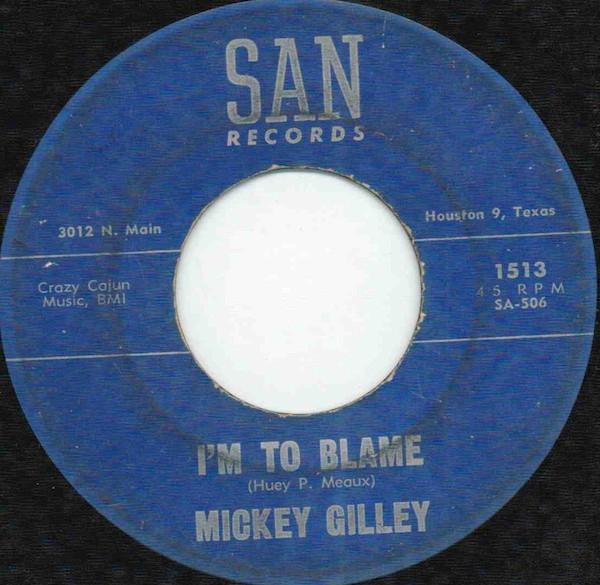 SAN
RECORDS
3012 N. Main
Houston 9, Texas
Crazy Cajun
Music, BMI
1513
45 RPM
SA-506
I'M TO BLAME
(Huey P. Meaux)
MICKEY GILLEY